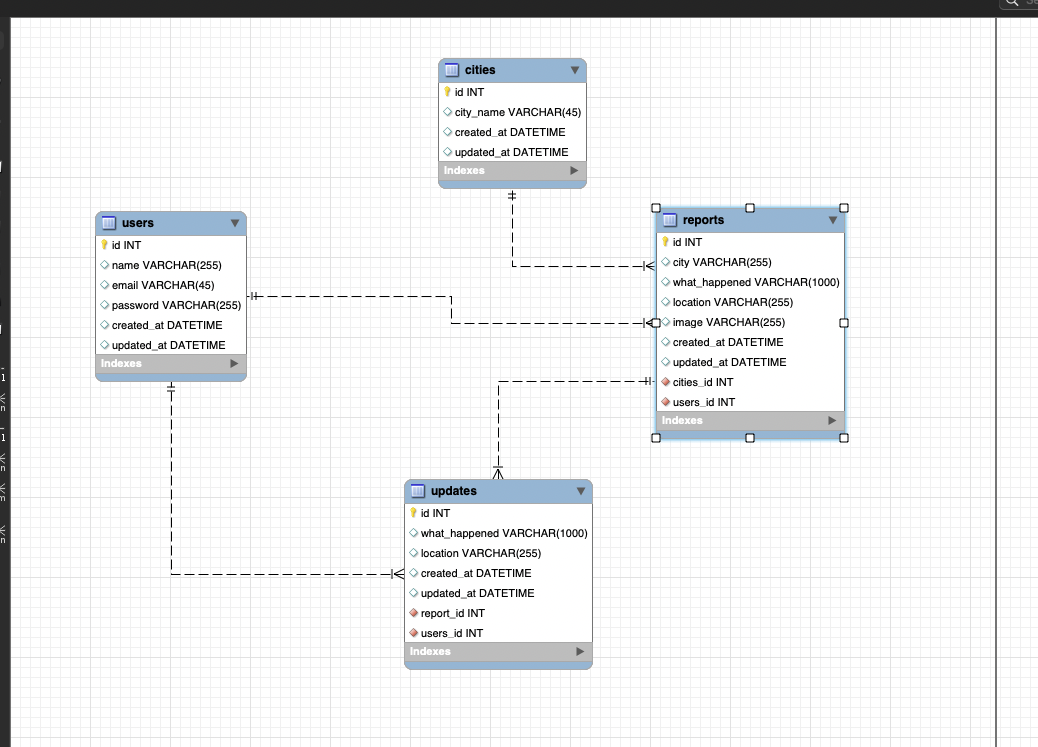 cities
id INT
city_name VARCHAR(45)
created_at DATETIME
updated_at DATETIME
Indexes
users
id INT
name VARCHAR(255)
email VARCHAR(45)
password VARCHAR(255)
created_at DATETIME
updated_at DATETIME
Indexes
reports
id INT
city VARCHAR(255)
what_happened VARCHAR(1000)
location VARCHAR(255)
image VARCHAR(255)
created_at DATETIME
updated_at DATETIME
cities_id INT
users_id INT
Indexes
updates
id INT
what_happened VARCHAR(1000)
location VARCHAR(255)
created_at DATETIME
updated_at DATETIME
report_id INT
users_id INT
Indexes